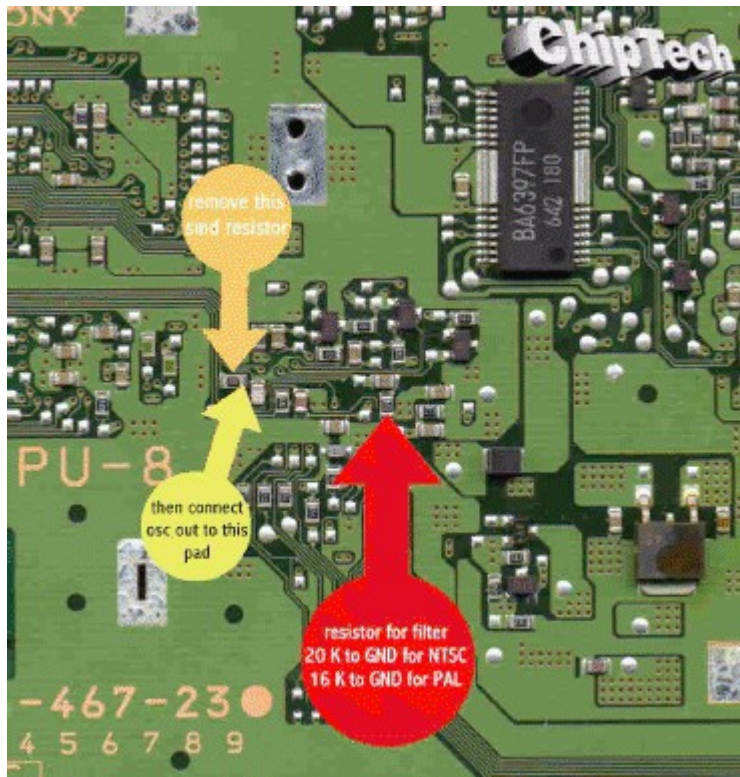 ONY
ChipTech
BA6397FP
642 180
remove this
sind resistor
PU-8
then connect
osc out to this
pad
resistor for filter
20 K to GND for NTSC
16 K to GND for PAL
-467-23
4 5 6 7 8 9